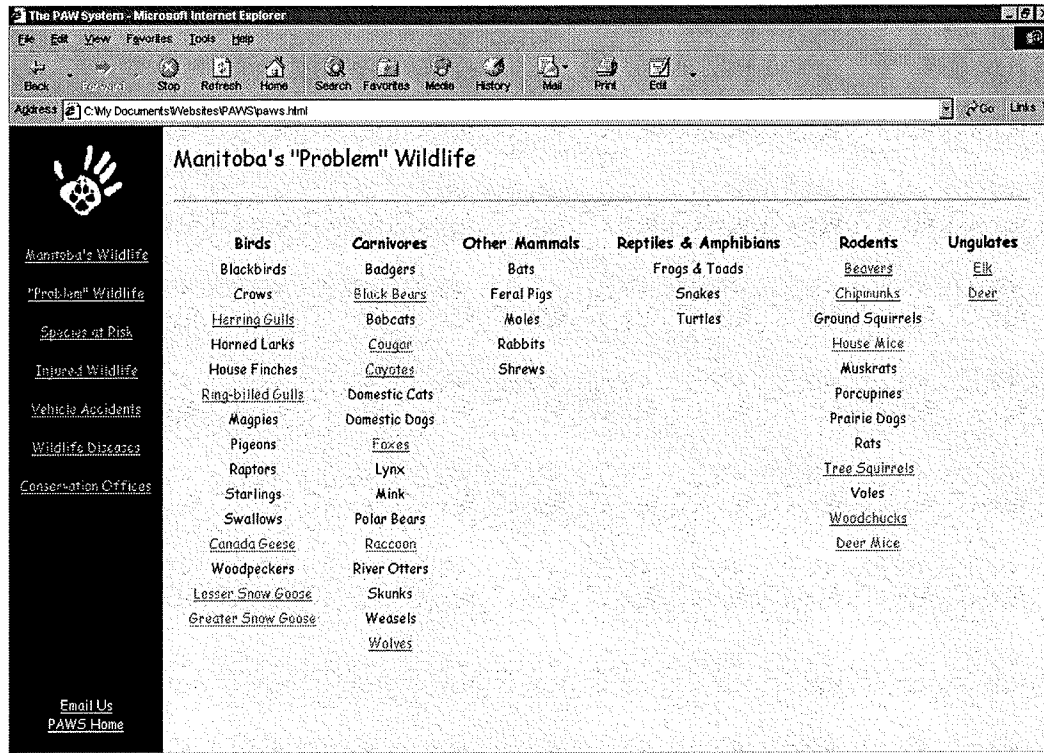 The PAW System - Microsoft Internet Explorer
File Edit View Favorites Tools Help
Back Forward Stop Refresh Home Search Favorites Media History Mail Print Edit
Address C:\My Documents\Websites\PAWS\paws.html Go Links
Manitoba's "Problem" Wildlife
Manitoba's Wildlife
"Problem" Wildlife
Species at Risk
Injured Wildlife
Vehicle Accidents
Wildlife Diseases
Conservation Offices
Email Us
PAWS Home
Birds
Blackbirds
Crows
Herring Gulls
Horned Larks
House Finches
Ring-billed Gulls
Magpies
Pigeons
Raptors
Starlings
Swallows
Canada Geese
Woodpeckers
Lesser Snow Goose
Greater Snow Goose
Carnivores
Badgers
Black Bears
Bobcats
Cougar
Coyotes
Domestic Cats
Domestic Dogs
Foxes
Lynx
Mink
Polar Bears
Raccoon
River Otters
Skunks
Weasels
Wolves
Other Mammals
Bats
Feral Pigs
Moles
Rabbits
Shrews
Reptiles & Amphibians
Frogs & Toads
Snakes
Turtles
Rodents
Beavers
Chipmunks
Ground Squirrels
House Mice
Muskrats
Porcupines
Prairie Dogs
Rats
Tree Squirrels
Voles
Woodchucks
Deer Mice
Ungulates
Elk
Deer